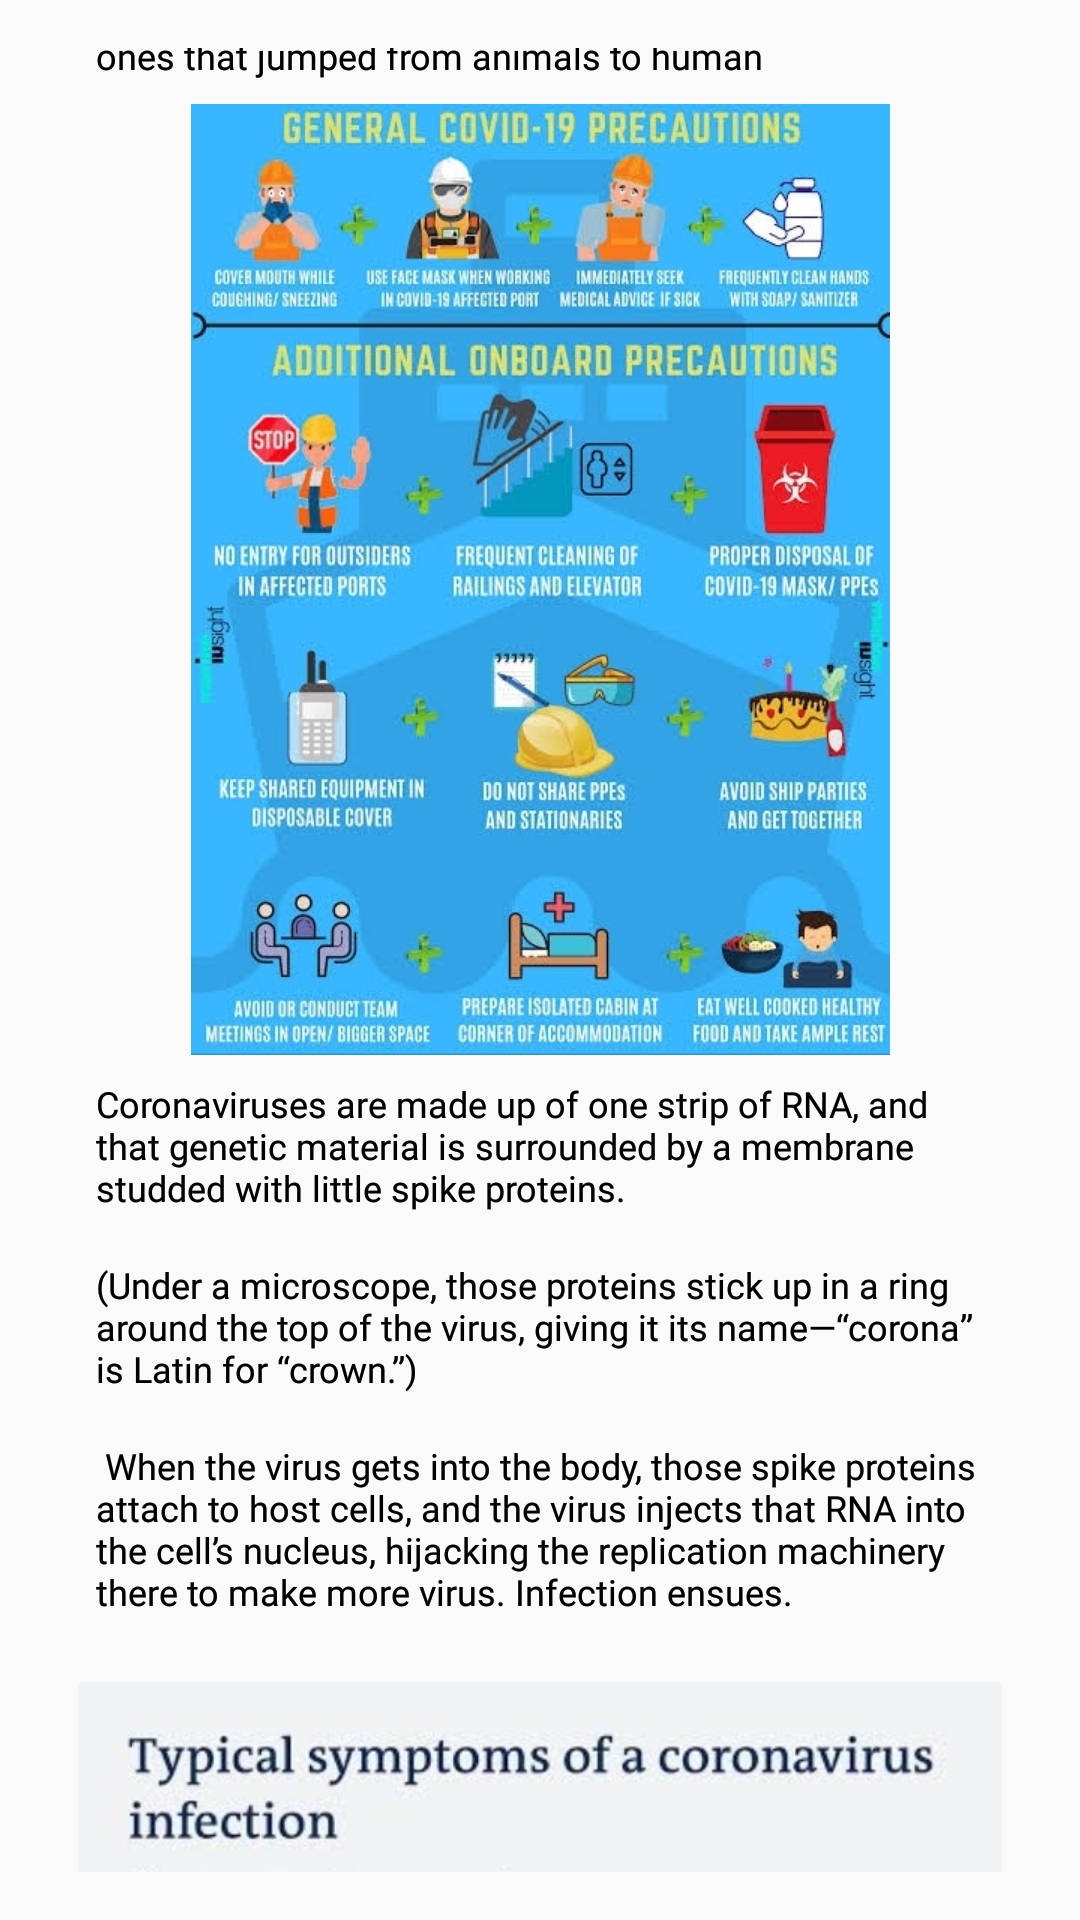 ones that jumped from animals to human
GENERAL COVID-19 PRECAUTIONS
COVER MOUTH WHILE
COUGHING/ SNEEZING
USE FACE MASK WHEN WORKING
IN COVID-19 AFFECTED PORT
IMMEDIATELY SEEK
MEDICAL ADVICE IF SICK
FREQUENTLY CLEAN HANDS
WITH SOAP/ SANITIZER
ADDITIONAL ONBOARD PRECAUTIONS
STOP
NO ENTRY FOR OUTSIDERS
IN AFFECTED PORTS
FREQUENT CLEANING OF
RAILINGS AND ELEVATOR
PROPER DISPOSAL OF
COVID-19 MASK/ PPEs
insight
insight
KEEP SHARED EQUIPMENT IN
DISPOSABLE COVER
DO NOT SHARE PPEs
AND STATIONARIES
AVOID SHIP PARTIES
AND GET TOGETHER
AVOID OR CONDUCT TEAM
MEETINGS IN OPEN/ BIGGER SPACE
PREPARE ISOLATED CABIN AT
CORNER OF ACCOMMODATION
EAT WELL COOKED HEALTHY
FOOD AND TAKE AMPLE REST
Coronaviruses are made up of one strip of RNA, and
that genetic material is surrounded by a membrane
studded with little spike proteins.
(Under a microscope, those proteins stick up in a ring
around the top of the virus, giving it its name—“corona”
is Latin for “crown.”)
When the virus gets into the body, those spike proteins
attach to host cells, and the virus injects that RNA into
the cell’s nucleus, hijacking the replication machinery
there to make more virus. Infection ensues.
Typical symptoms of a coronavirus
infection